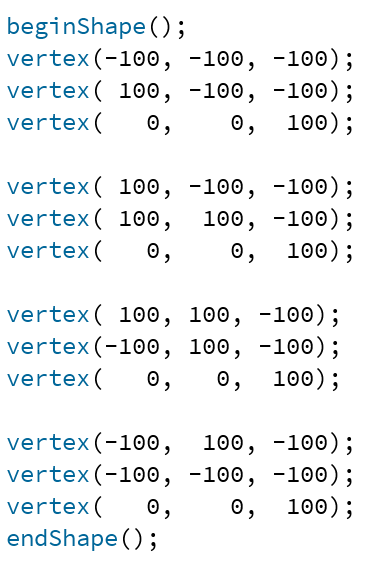 beginShape();
vertex(-100, -100, -100);
vertex( 100, -100, -100);
vertex(   0,    0,  100);
vertex( 100, -100, -100);
vertex( 100,  100, -100);
vertex(   0,    0,  100);
vertex( 100, 100, -100);
vertex(-100, 100, -100);
vertex(   0,   0,  100);
vertex(-100,  100, -100);
vertex(-100, -100, -100);
vertex(   0,    0,  100);
endShape();